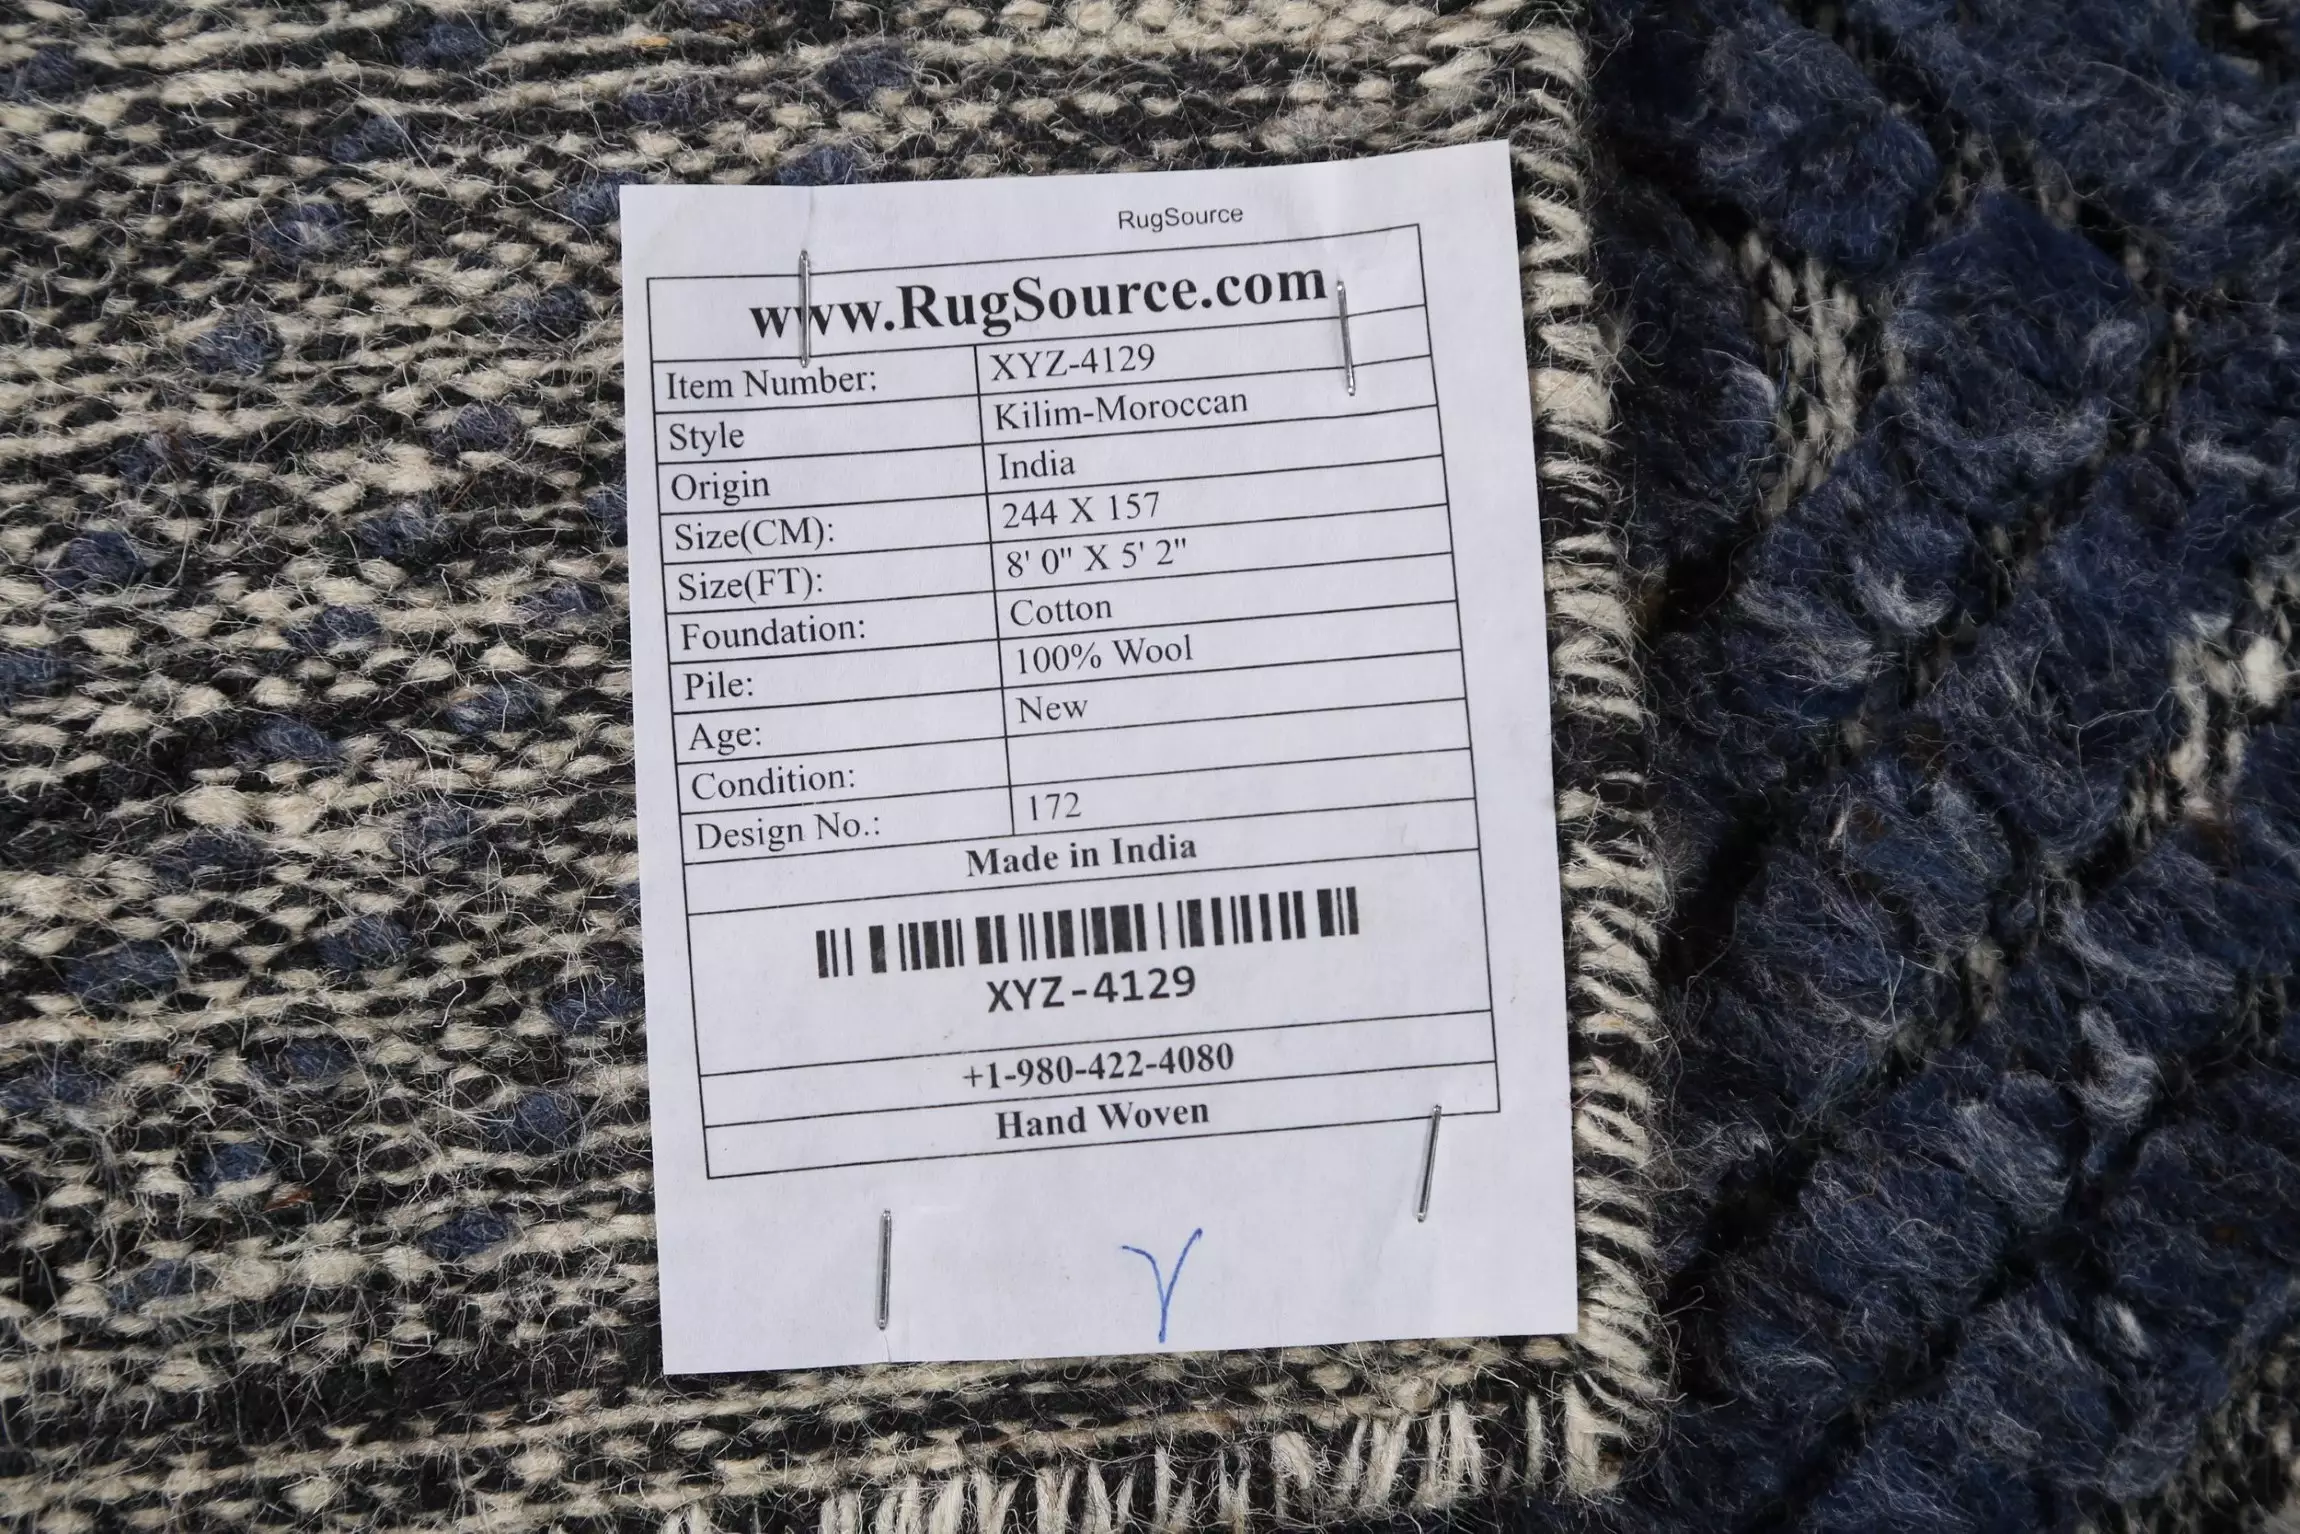 RugSource
www.RugSource.com
Item Number: XYZ-4129
Style Kilim-Moroccan
Origin India
Size(CM): 244 X 157
Size(FT): 8' 0" X 5' 2"
Foundation: Cotton
Pile: 100% Wool
Age: New
Condition:
Design No.: 172
Made in India
XYZ-4129
+1-980-422-4080
Hand Woven